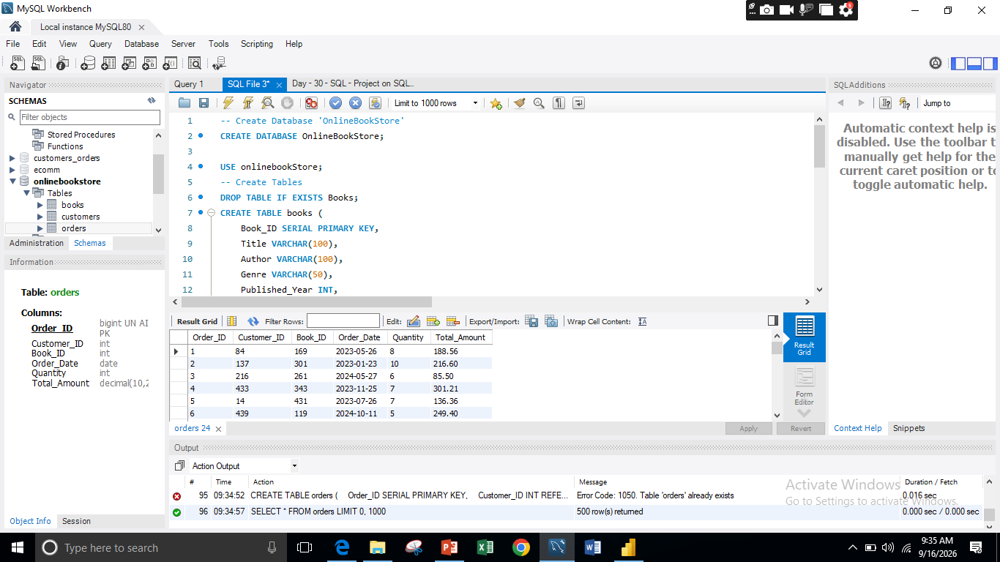 MySQL Workbench
Local instance MySQL80
File Edit View Query Database Server Tools Scripting Help
Navigator
SCHEMAS
Filter objects
Stored Procedures
Functions
customers_orders
ecomm
onlinebookstore
Tables
books
customers
orders
Administration Schemas
Information
Table: orders
Columns:
Order_ID bigint UN AI
PK
Customer_ID int
Book_ID int
Order_Date date
Quantity int
Total_Amount decimal(10,2
Object Info Session
Query 1 SQL File 3* Day - 30 - SQL - Project on SQL...
Limit to 1000 rows
1 -- Create Database 'OnlineBookStore'
2 CREATE DATABASE OnlineBookStore;
3
4 USE onlinebookStore;
5 -- Create Tables
6 DROP TABLE IF EXISTS Books;
7 CREATE TABLE books (
8 Book_ID SERIAL PRIMARY KEY,
9 Title VARCHAR(100),
10 Author VARCHAR(100),
11 Genre VARCHAR(50),
12 Published_Year INT,
Result Grid Filter Rows: Edit: Export/Import: Wrap Cell Content:
Order_ID Customer_ID Book_ID Order_Date Quantity Total_Amount
1 84 169 2023-05-26 8 188.56
2 137 301 2023-01-23 10 216.60
3 216 261 2024-05-27 6 85.50
4 433 343 2023-11-25 7 301.21
5 14 431 2023-07-26 7 136.36
6 439 119 2024-10-11 5 249.40
Result
Grid
Form
Editor
orders 24
Apply Revert
SQLAdditions
Jump to
Automatic context help is
disabled. Use the toolbar t
manually get help for the
current caret position or to
toggle automatic help.
Context Help Snippets
Output
Action Output
# Time Action Message Duration / Fetch
95 09:34:52 CREATE TABLE orders ( Order_ID SERIAL PRIMARY KEY, Customer_ID INT REFE... Error Code: 1050. Table 'orders' already exists 0.016 sec
96 09:34:57 SELECT * FROM orders LIMIT 0, 1000 500 row(s) returned 0.000 sec / 0.000 sec
Activate Windows
Go to Settings to activate Windows.
Type here to search
9:35 AM
9/16/2026